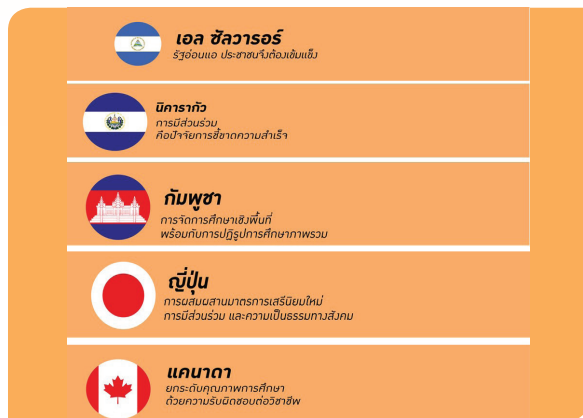 เอล ซัลวารอร์
รัฐอ่อนแอ ประชาชนจึงต้องเข้มแข็ง
นิคารากัว
การมีส่วนร่วม
คือปัจจัยการชี้ขาดความสำเร็จ
กัมพูชา
การจัดการศึกษาเชิงพื้นที่
พร้อมกับการปฏิรูปการศึกษาภาพรวม
ญี่ปุ่น
การผสมผสานมาตรการเสรีนิยมใหม่
การมีส่วนร่วม และความเป็นธรรมทางสังคม
แคนาดา
ยกระดับคุณภาพการศึกษา
ด้วยความรับผิดชอบต่อวิชาชีพ